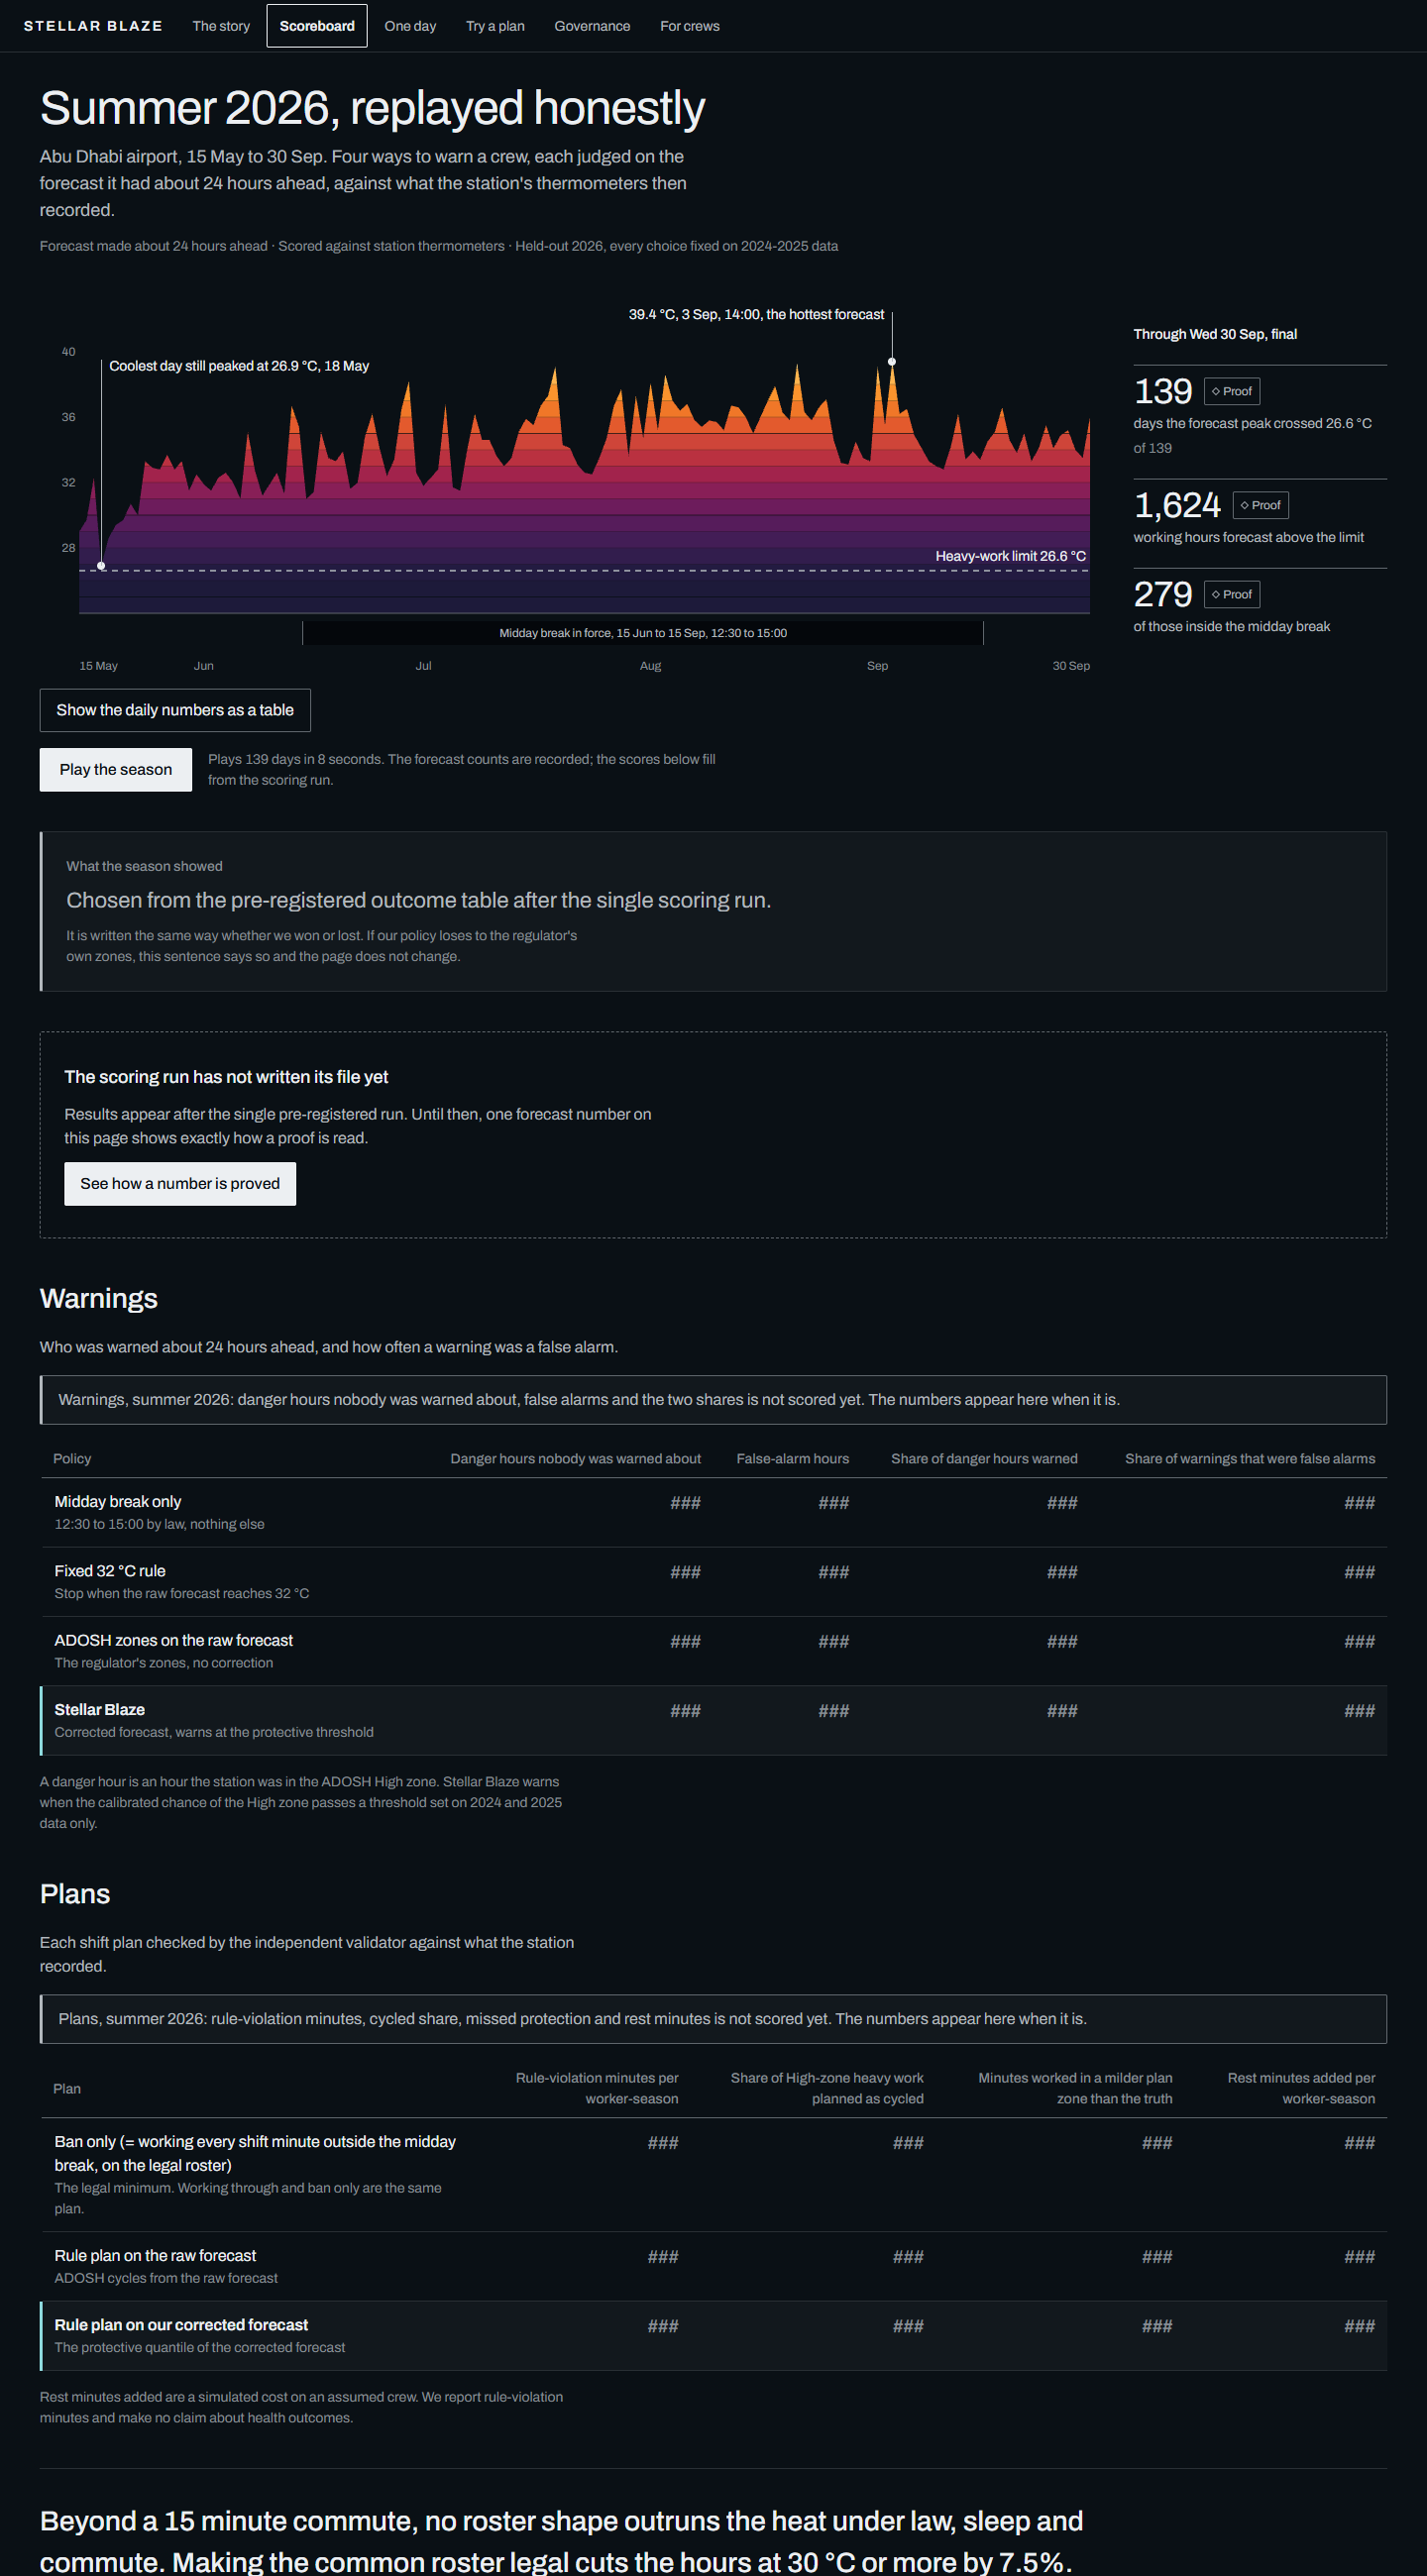 STELLAR BLAZE
The story
Scoreboard
One day
Try a plan
Governance
For crews
Summer 2026, replayed honestly
Abu Dhabi airport, 15 May to 30 Sep. Four ways to warn a crew, each judged on the
forecast it had about 24 hours ahead, against what the station's thermometers then
recorded.
Forecast made about 24 hours ahead · Scored against station thermometers · Held-out 2026, every choice fixed on 2024-2025 data
39.4 °C, 3 Sep, 14:00, the hottest forecast
Coolest day still peaked at 26.9 °C, 18 May
40
36
32
28
Heavy-work limit 26.6 °C
Midday break in force, 15 Jun to 15 Sep, 12:30 to 15:00
15 May
Jun
Jul
Aug
Sep
30 Sep
Through Wed 30 Sep, final
139
◇ Proof
days the forecast peak crossed 26.6 °C
of 139
1,624
◇ Proof
working hours forecast above the limit
279
◇ Proof
of those inside the midday break
Show the daily numbers as a table
Play the season
Plays 139 days in 8 seconds. The forecast counts are recorded; the scores below fill
from the scoring run.
What the season showed
Chosen from the pre-registered outcome table after the single scoring run.
It is written the same way whether we won or lost. If our policy loses to the regulator's
own zones, this sentence says so and the page does not change.
The scoring run has not written its file yet
Results appear after the single pre-registered run. Until then, one forecast number on
this page shows exactly how a proof is read.
See how a number is proved
Warnings
Who was warned about 24 hours ahead, and how often a warning was a false alarm.
Warnings, summer 2026: danger hours nobody was warned about, false alarms and the two shares is not scored yet. The numbers appear here when it is.
Policy
Danger hours nobody was warned about
False-alarm hours
Share of danger hours warned
Share of warnings that were false alarms
Midday break only
12:30 to 15:00 by law, nothing else
### ### ### ###
Fixed 32 °C rule
Stop when the raw forecast reaches 32 °C
### ### ### ###
ADOSH zones on the raw forecast
The regulator's zones, no correction
### ### ### ###
Stellar Blaze
Corrected forecast, warns at the protective threshold
### ### ### ###
A danger hour is an hour the station was in the ADOSH High zone. Stellar Blaze warns
when the calibrated chance of the High zone passes a threshold set on 2024 and 2025
data only.
Plans
Each shift plan checked by the independent validator against what the station
recorded.
Plans, summer 2026: rule-violation minutes, cycled share, missed protection and rest minutes is not scored yet. The numbers appear here when it is.
Plan
Rule-violation minutes per
worker-season
Share of High-zone heavy work
planned as cycled
Minutes worked in a milder plan
zone than the truth
Rest minutes added per
worker-season
Ban only (= working every shift minute outside the midday
break, on the legal roster)
The legal minimum. Working through and ban only are the same
plan.
### ### ### ###
Rule plan on the raw forecast
ADOSH cycles from the raw forecast
### ### ### ###
Rule plan on our corrected forecast
The protective quantile of the corrected forecast
### ### ### ###
Rest minutes added are a simulated cost on an assumed crew. We report rule-violation
minutes and make no claim about health outcomes.
Beyond a 15 minute commute, no roster shape outruns the heat under law, sleep and
commute. Making the common roster legal cuts the hours at 30 °C or more by 7.5%.